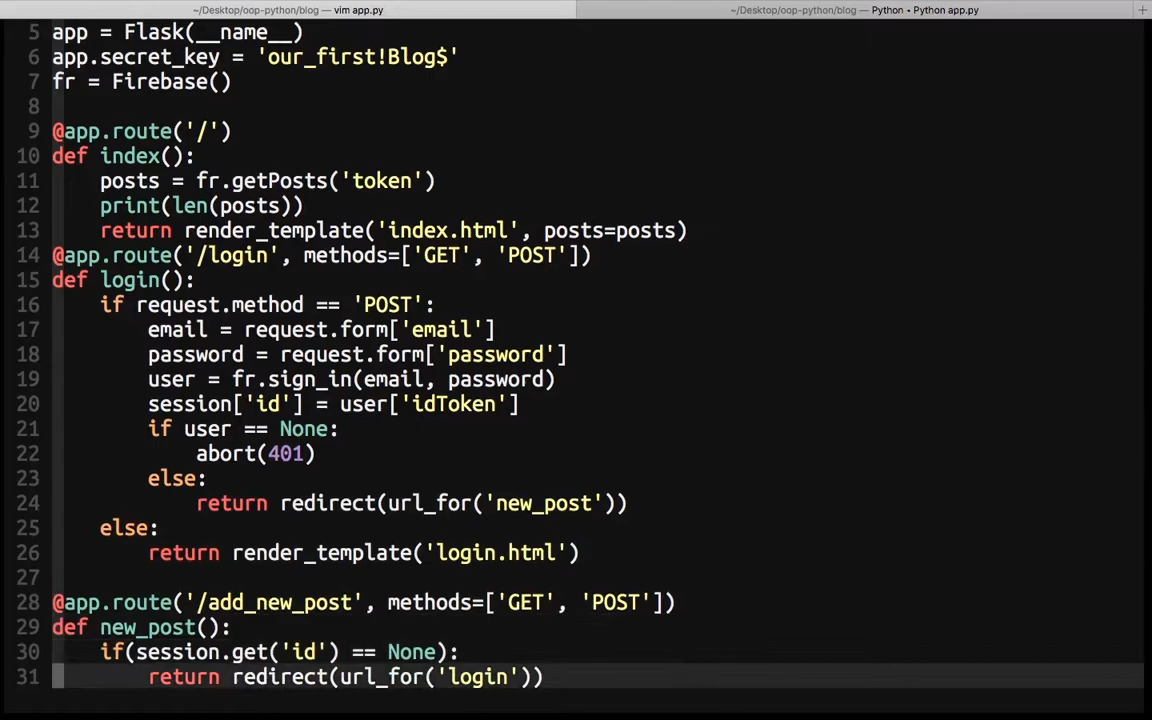 ~/Desktop/oop-python/blog — vim app.py
~/Desktop/oop-python/blog — Python • Python app.py
+
5 app = Flask(__name__)
6 app.secret_key = 'our_first!Blog$'
7 fr = Firebase()
8
9 @app.route('/')
10 def index():
11     posts = fr.getPosts('token')
12     print(len(posts))
13     return render_template('index.html', posts=posts)
14 @app.route('/login', methods=['GET', 'POST'])
15 def login():
16     if request.method == 'POST':
17         email = request.form['email']
18         password = request.form['password']
19         user = fr.sign_in(email, password)
20         session['id'] = user['idToken']
21         if user == None:
22             abort(401)
23         else:
24             return redirect(url_for('new_post'))
25     else:
26         return render_template('login.html')
27
28 @app.route('/add_new_post', methods=['GET', 'POST'])
29 def new_post():
30     if(session.get('id') == None):
31         return redirect(url_for('login'))